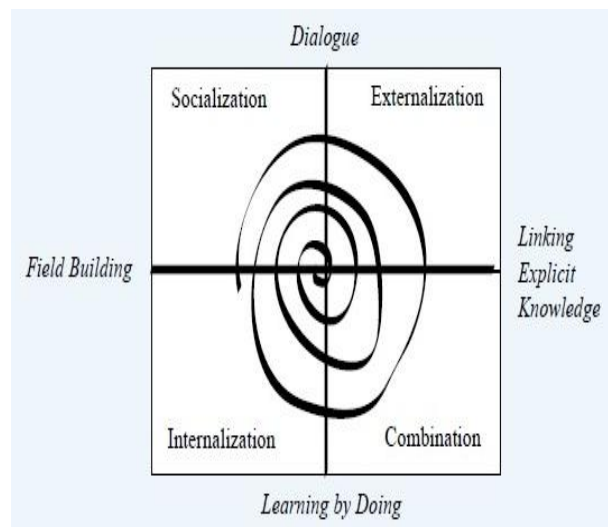 Dialogue
Socialization
Externalization
Field Building
Linking
Explicit
Knowledge
Internalization
Combination
Learning by Doing